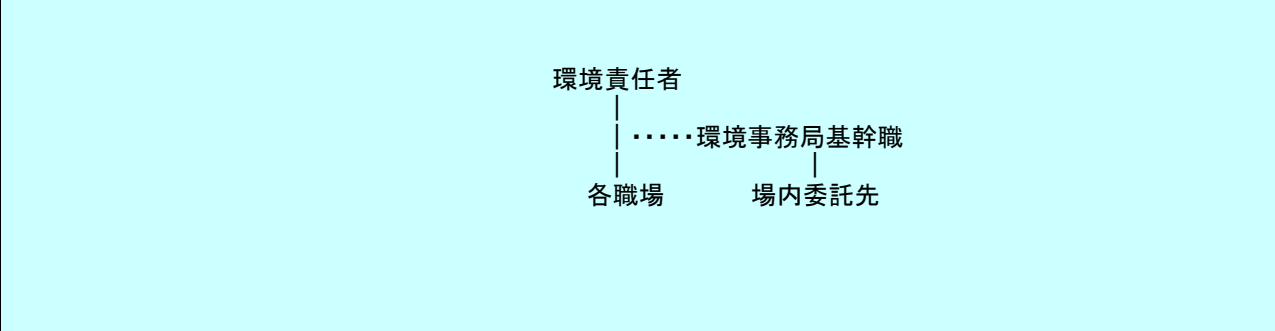 環境責任者
｜
｜・・・・・環境事務局基幹職
｜　　　　　　　｜
各職場　　　場内委託先